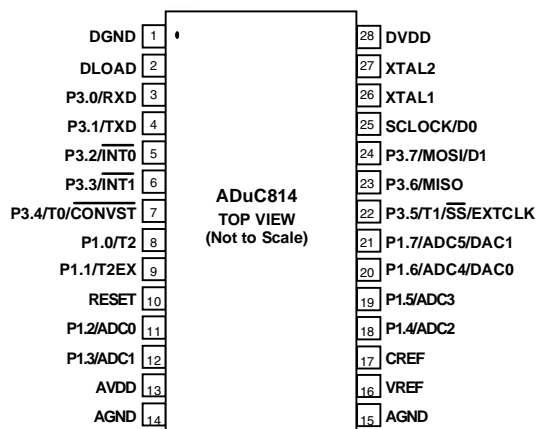 DGND 1 28 DVDD
DLOAD 2 27 XTAL2
P3.0/RXD 3 26 XTAL1
P3.1/TXD 4 25 SCLOCK/D0
P3.2/INT0 5 24 P3.7/MOSI/D1
P3.3/INT1 6 23 P3.6/MISO
P3.4/T0/CONVST 7 22 P3.5/T1/SS/EXTCLK
P1.0/T2 8 21 P1.7/ADC5/DAC1
P1.1/T2EX 9 20 P1.6/ADC4/DAC0
RESET 10 19 P1.5/ADC3
P1.2/ADC0 11 18 P1.4/ADC2
P1.3/ADC1 12 17 CREF
AVDD 13 16 VREF
AGND 14 15 AGND
ADuC814
TOP VIEW
(Not to Scale)